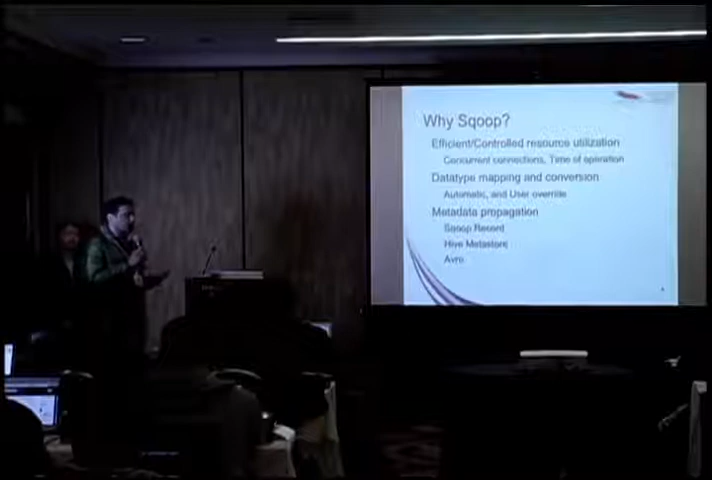 Why Sqoop?
Efficient/Controlled resource utilization
Concurrent connections, Time of operation
Datatype mapping and conversion
Automatic, and User override
Metadata propagation
Sqoop Record
Hive Metastore
Avro